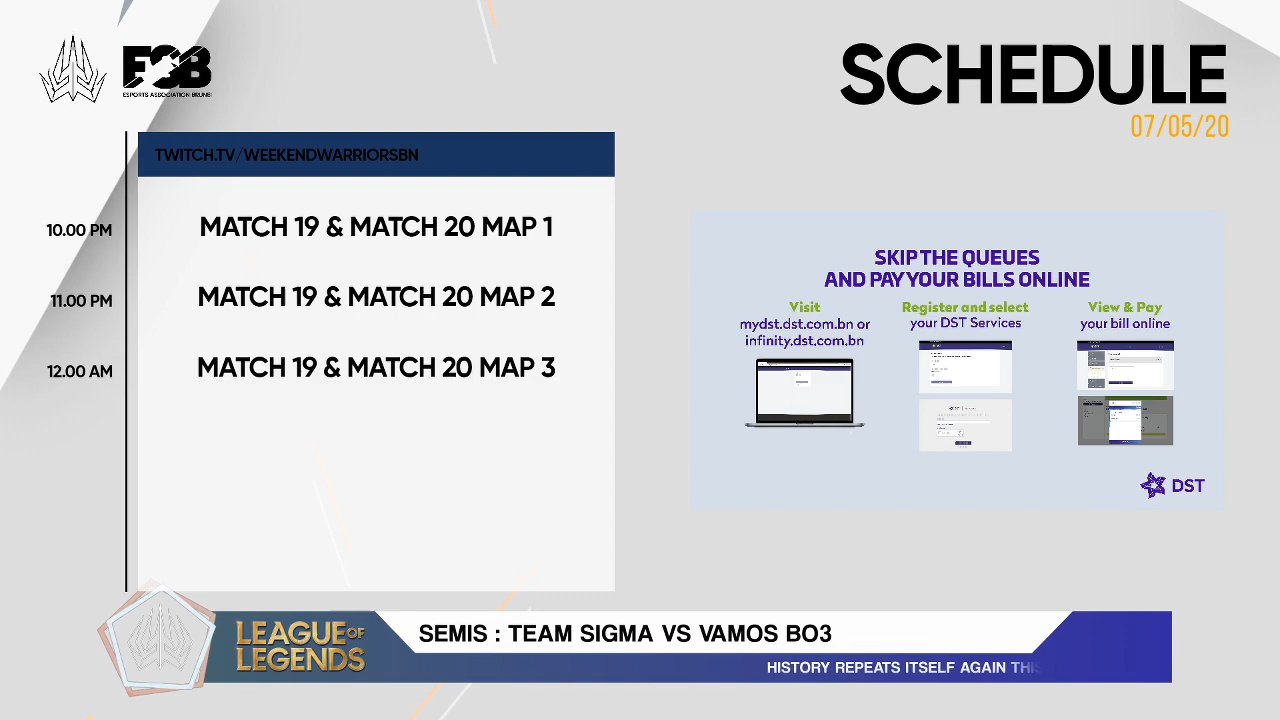 ESPORTS ASSOCIATION BRUNEI
SCHEDULE
07/05/20
TWITCH.TV/WEEKENDWARRIORSBN
10.00 PM MATCH 19 & MATCH 20 MAP 1
11.00 PM MATCH 19 & MATCH 20 MAP 2
12.00 AM MATCH 19 & MATCH 20 MAP 3
SKIP THE QUEUES
AND PAY YOUR BILLS ONLINE
Visit
mydst.dst.com.bn or
infinity.dst.com.bn
Register and select
your DST Services
View & Pay
your bill online
DST
LEAGUE OF
LEGENDS
SEMIS : TEAM SIGMA VS VAMOS BO3
HISTORY REPEATS ITSELF AGAIN THIS